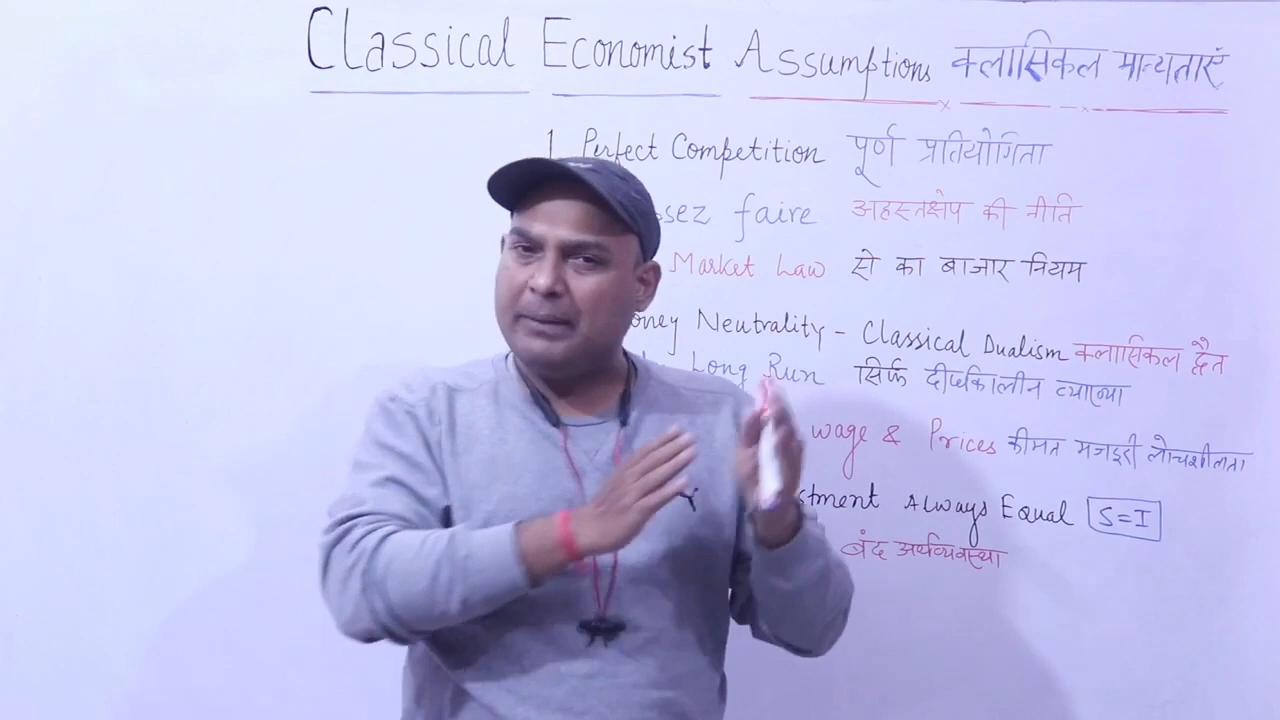 Classical Economist Assumptions क्लासिकल मान्यताएं
1 Perfect Competition पूर्ण प्रतियोगिता
ssez faire अहस्तक्षेप की नीति
Market Law से का बाजार नियम
oney Neutrality - Classical Dualism क्लासिकल द्वैत
Long Run सिर्फ दीर्घकालीन व्याख्या
wage & Prices कीमत मजदूरी लोचशीलता
stment Always Equal S=I
बंद अर्थव्यवस्था